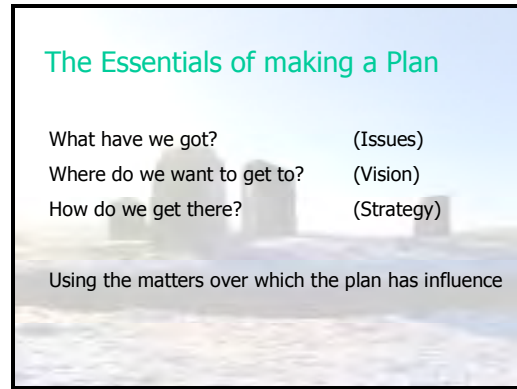 The Essentials of making a Plan
What have we got? (Issues)
Where do we want to get to? (Vision)
How do we get there? (Strategy)
Using the matters over which the plan has influence